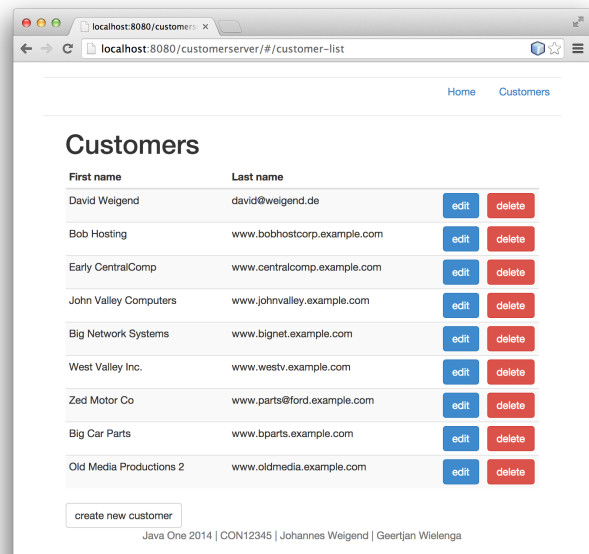 localhost:8080/customers
localhost:8080/customerserver/#/customer-list
Home Customers
Customers
First name Last name
David Weigend david@weigend.de edit delete
Bob Hosting www.bobhostcorp.example.com edit delete
Early CentralComp www.centralcomp.example.com edit delete
John Valley Computers www.johnvalley.example.com edit delete
Big Network Systems www.bignet.example.com edit delete
West Valley Inc. www.westv.example.com edit delete
Zed Motor Co www.parts@ford.example.com edit delete
Big Car Parts www.bparts.example.com edit delete
Old Media Productions 2 www.oldmedia.example.com edit delete
create new customer
Java One 2014 | CON12345 | Johannes Weigend | Geertjan Wielenga